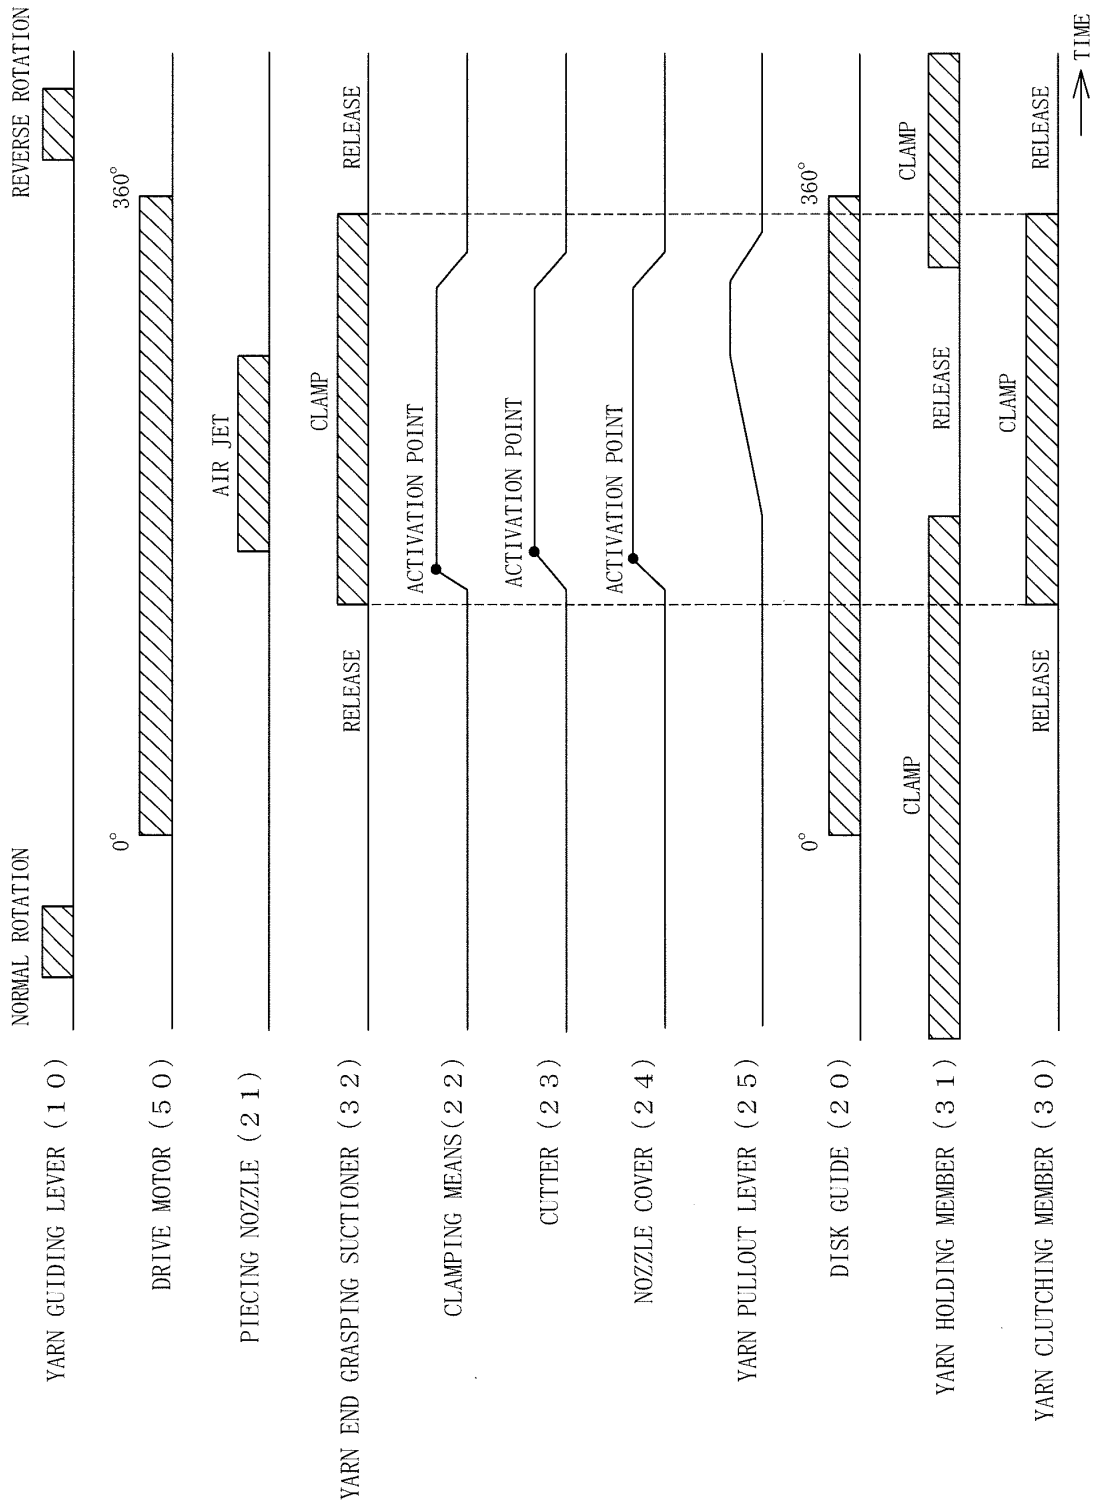 YARN GUIDING LEVER (10)
NORMAL ROTATION
REVERSE ROTATION
DRIVE MOTOR (50)
0°
360°
PIECING NOZZLE (21)
AIR JET
YARN END GRASPING SUCTIONER (32)
RELEASE
CLAMP
RELEASE
CLAMPING MEANS(22)
ACTIVATION POINT
CUTTER (23)
ACTIVATION POINT
NOZZLE COVER (24)
ACTIVATION POINT
YARN PULLOUT LEVER (25)
DISK GUIDE (20)
0°
360°
YARN HOLDING MEMBER (31)
CLAMP
RELEASE
CLAMP
YARN CLUTCHING MEMBER (30)
RELEASE
CLAMP
RELEASE
TIME